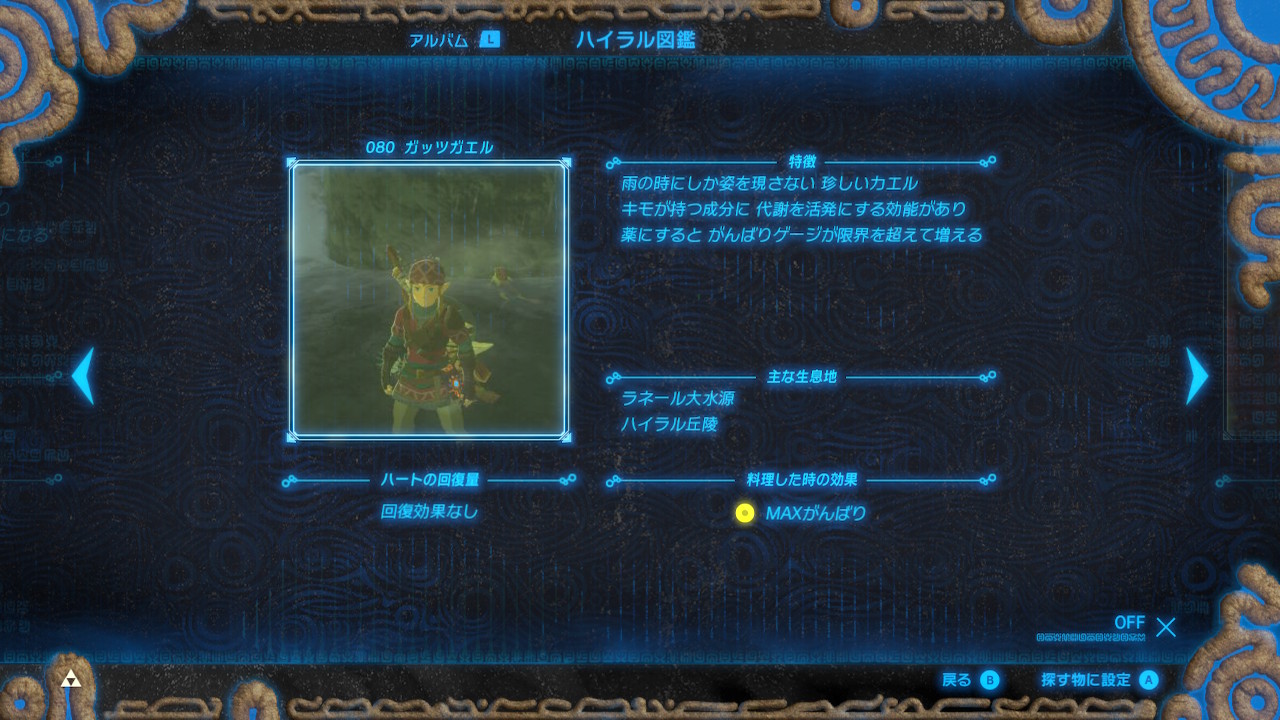 アルバム L
ハイラル図鑑
080 ガッツガエル
特徴
雨の時にしか姿を現さない 珍しいカエル
キモが持つ成分に 代謝を活発にする効能があり
薬にすると がんばりゲージが限界を超えて増える
主な生息地
ラネール大水源
ハイラル丘陵
ハートの回復量
回復効果なし
料理した時の効果
MAXがんばり
になる
OFF
戻る B
探す物に設定 A